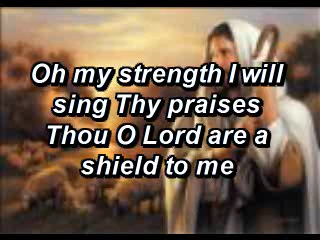 Oh my strength I will
sing Thy praises
Thou O Lord are a
shield to me